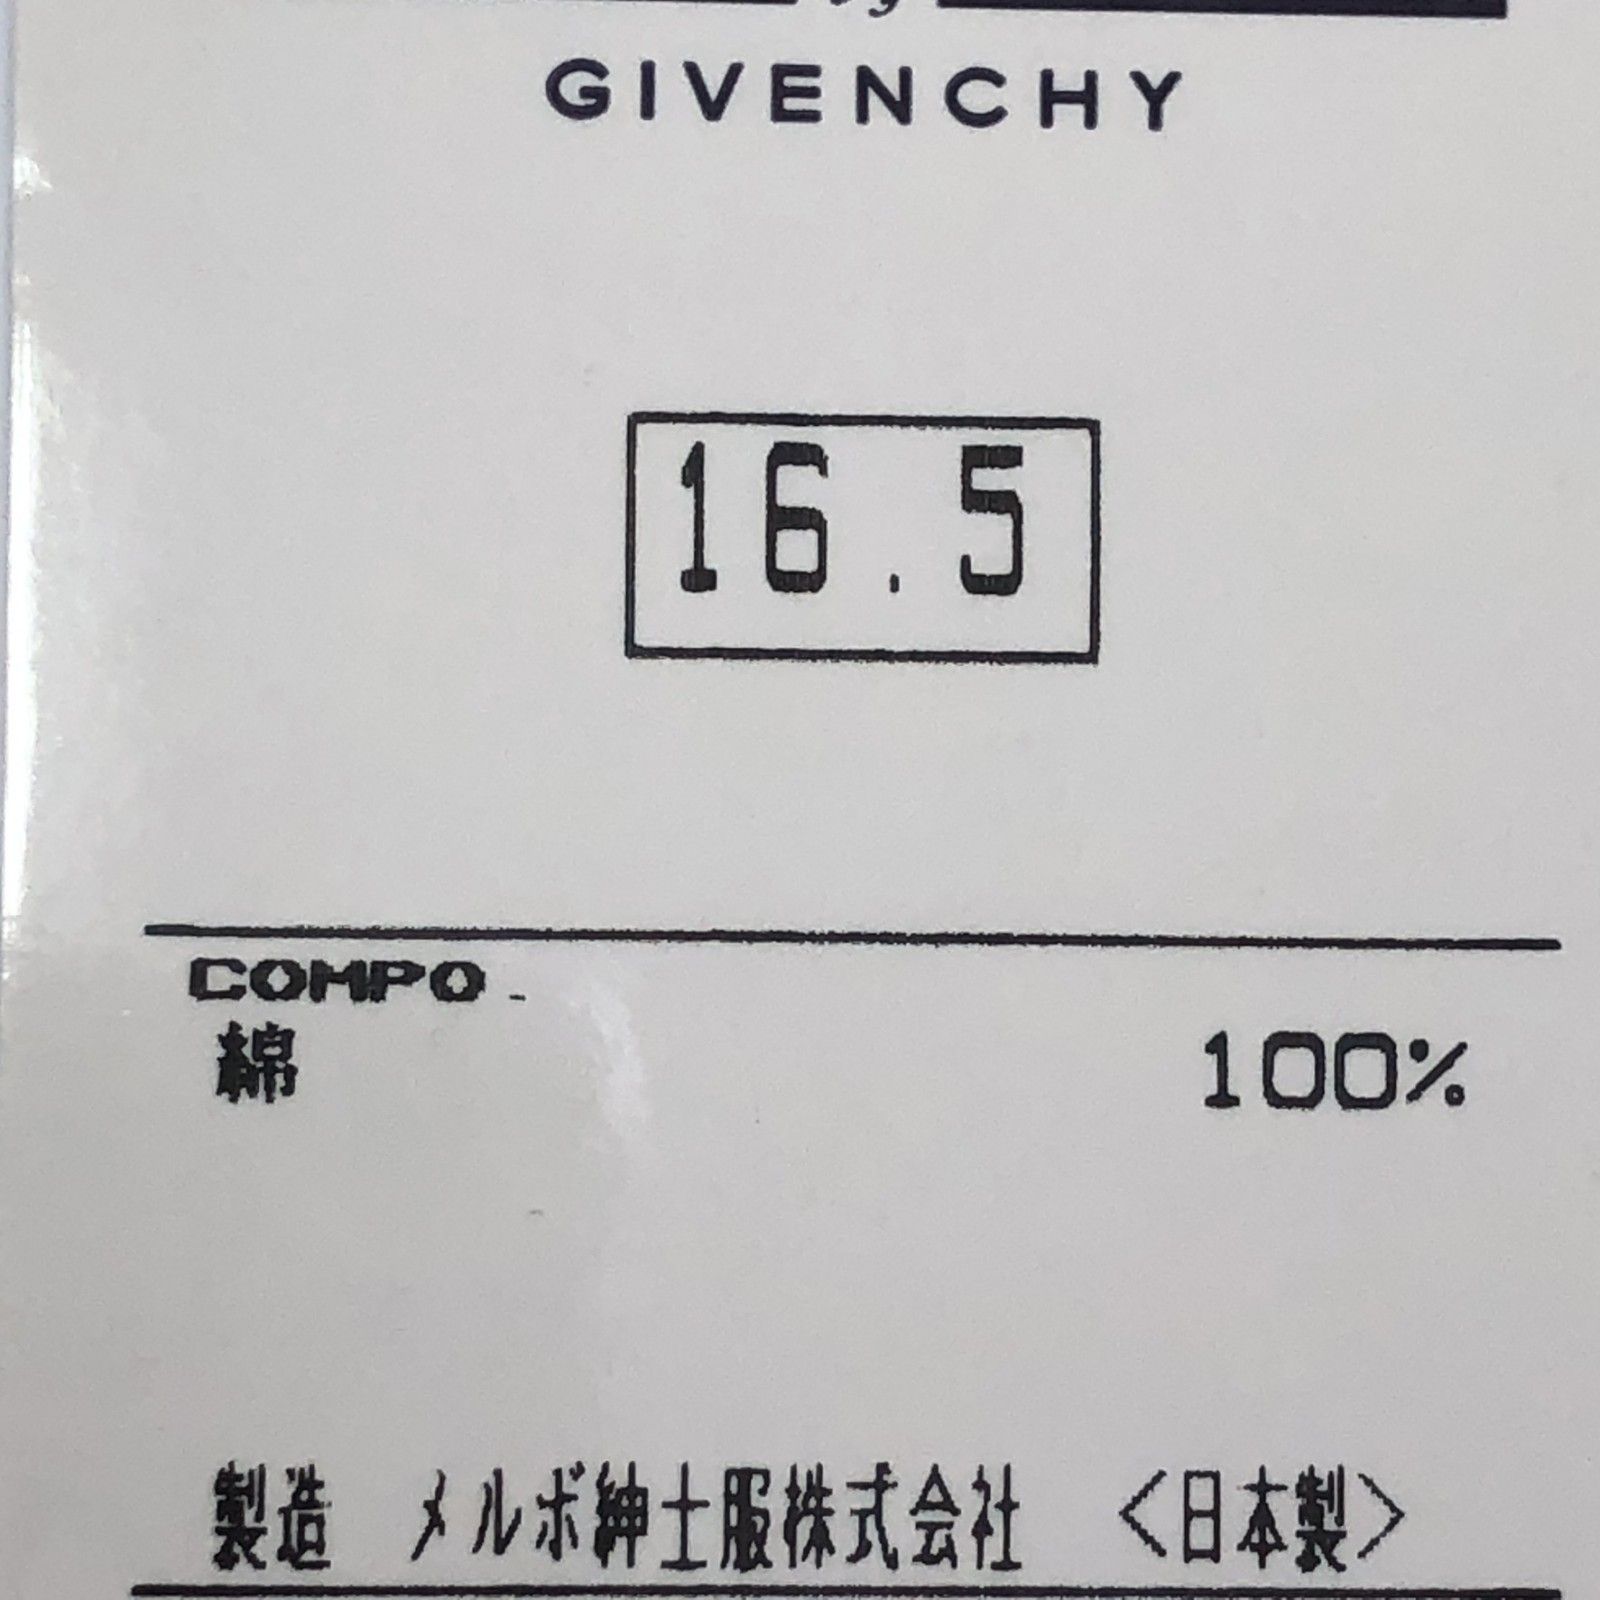 by
GIVENCHY
16.5
COMPO.
綿 100%
製造 メルボ紳士服株式会社 <日本製>